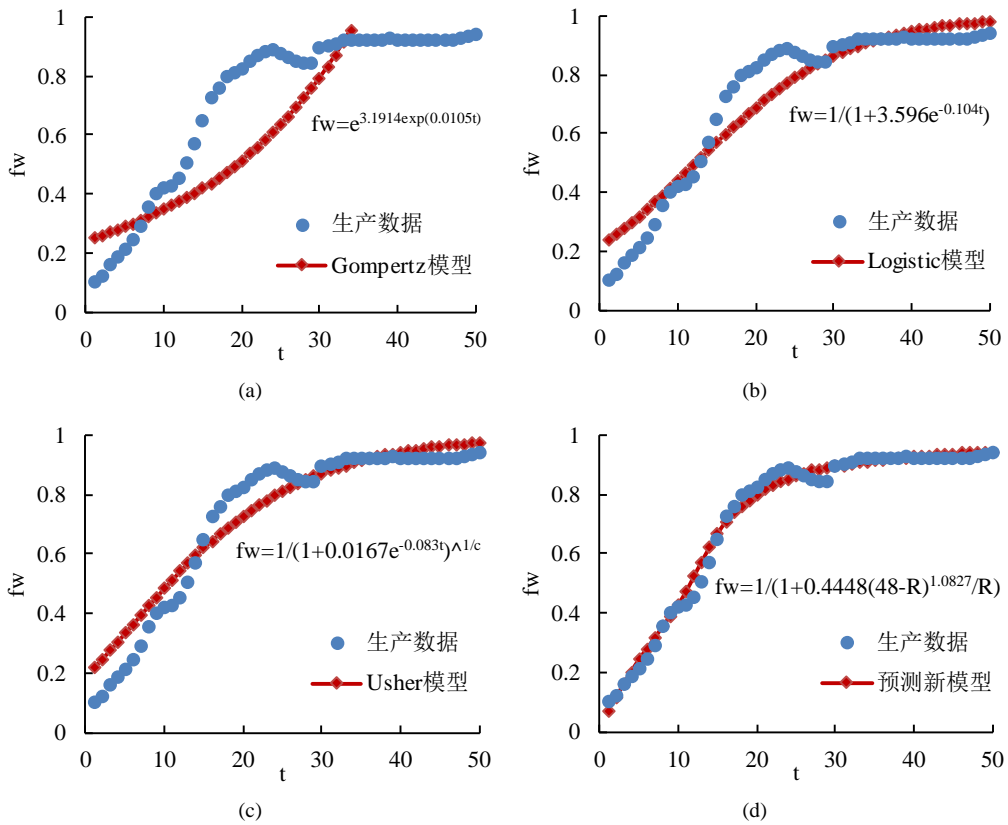 1
0.8
0.6
0.4
0.2
0
fw
fw=e^3.1914exp(0.0105t)
生产数据
Gompertz模型
0 10 20 30 40 50
t
(a)
1
0.8
0.6
0.4
0.2
0
fw
fw=1/(1+3.596e^-0.104t)
生产数据
Logistic模型
0 10 20 30 40 50
t
(b)
1
0.8
0.6
0.4
0.2
0
fw
fw=1/(1+0.0167e^-0.083t)^1/c
生产数据
Usher模型
0 10 20 30 40 50
t
(c)
1
0.8
0.6
0.4
0.2
0
fw
fw=1/(1+0.4448(48-R)^1.0827/R)
生产数据
预测新模型
0 10 20 30 40 50
t
(d)